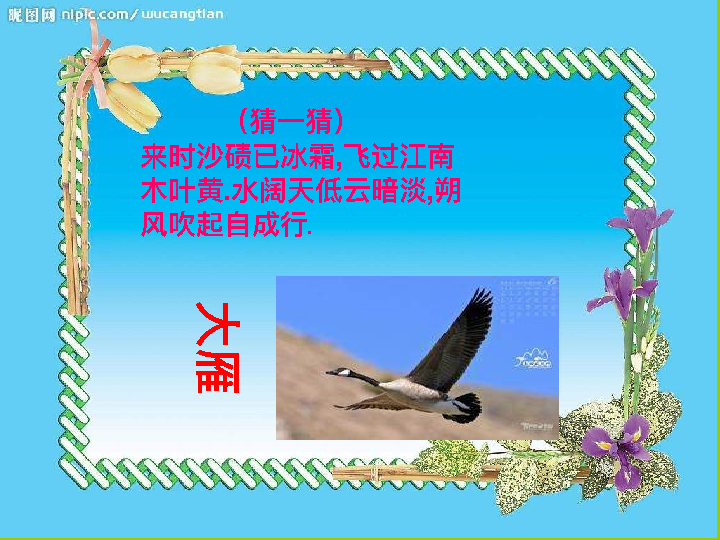 昵图网 nipic.com/wucangtian
（猜一猜）
来时沙碛已冰霜,飞过江南
木叶黄.水阔天低云暗淡,朔
风吹起自成行.
大雁